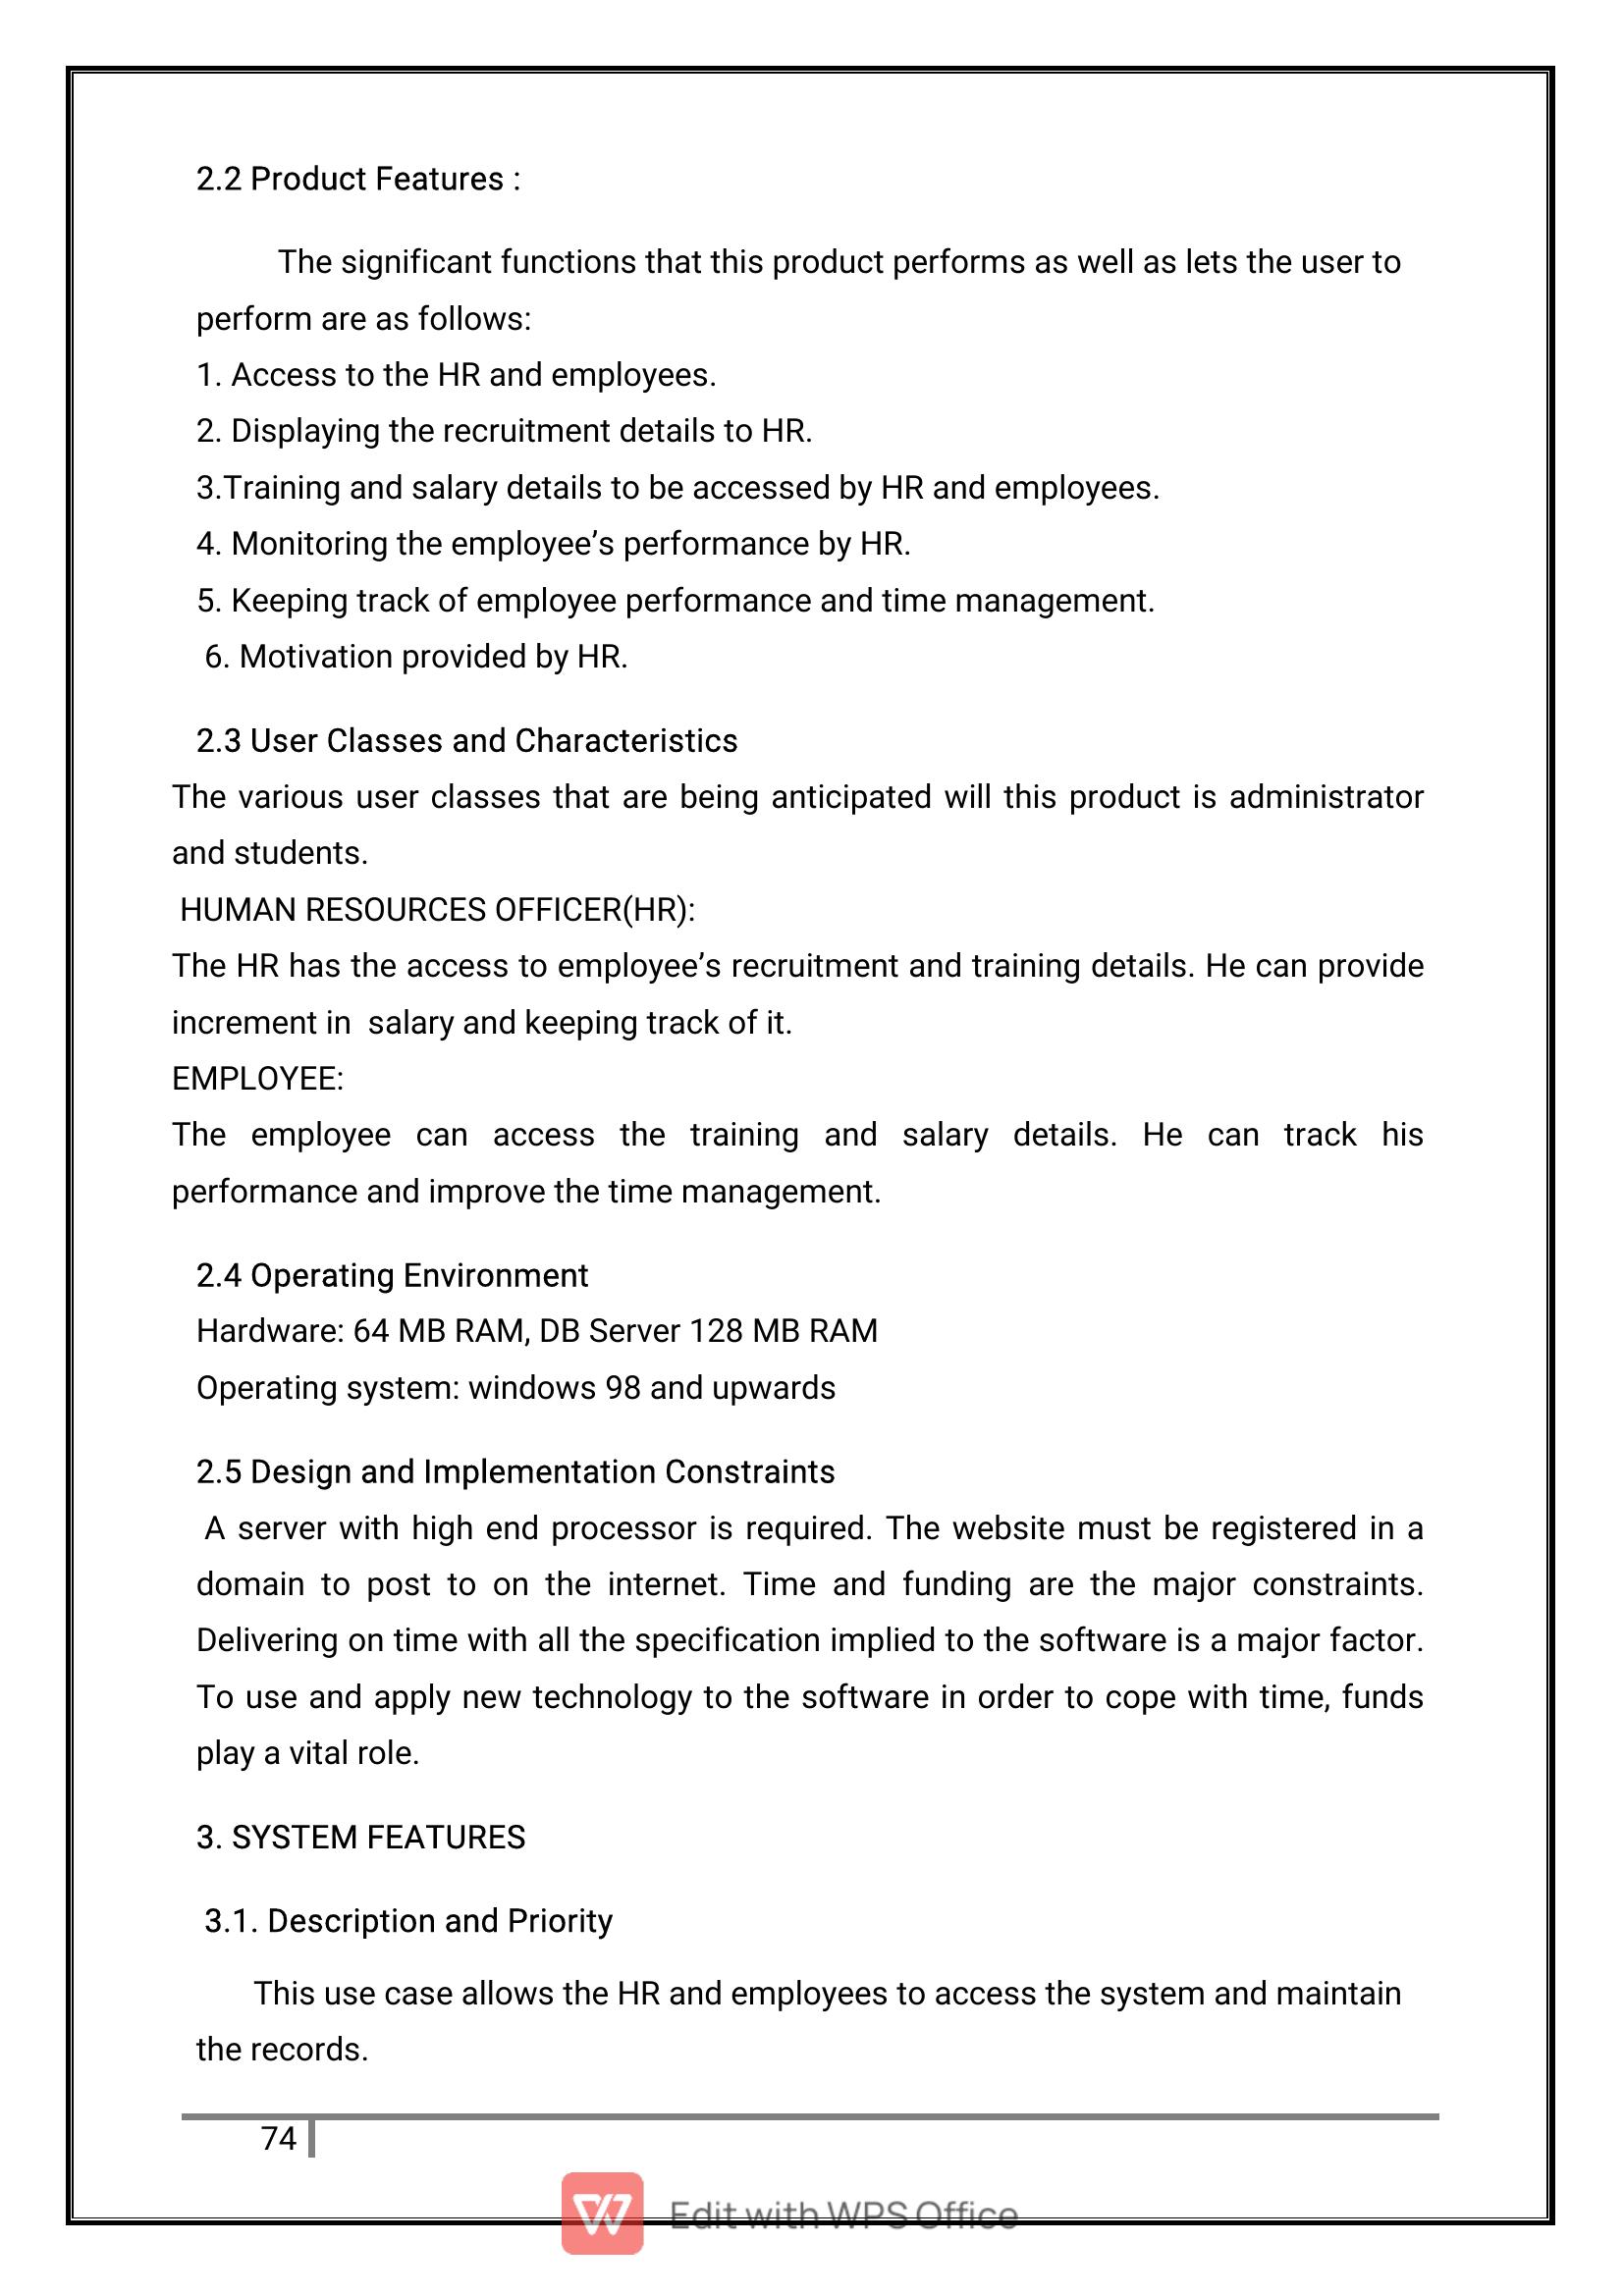 2.2 Product Features :
The significant functions that this product performs as well as lets the user to
perform are as follows:
1. Access to the HR and employees.
2. Displaying the recruitment details to HR.
3.Training and salary details to be accessed by HR and employees.
4. Monitoring the employee’s performance by HR.
5. Keeping track of employee performance and time management.
6. Motivation provided by HR.
2.3 User Classes and Characteristics
The various user classes that are being anticipated will this product is administrator
and students.
HUMAN RESOURCES OFFICER(HR):
The HR has the access to employee’s recruitment and training details. He can provide
increment in  salary and keeping track of it.
EMPLOYEE:
The employee can access the training and salary details. He can track his
performance and improve the time management.
2.4 Operating Environment
Hardware: 64 MB RAM, DB Server 128 MB RAM
Operating system: windows 98 and upwards
2.5 Design and Implementation Constraints
A server with high end processor is required. The website must be registered in a
domain to post to on the internet. Time and funding are the major constraints.
Delivering on time with all the specification implied to the software is a major factor.
To use and apply new technology to the software in order to cope with time, funds
play a vital role.
3. SYSTEM FEATURES
3.1. Description and Priority
This use case allows the HR and employees to access the system and maintain
the records.
74
Edit with WPS Office